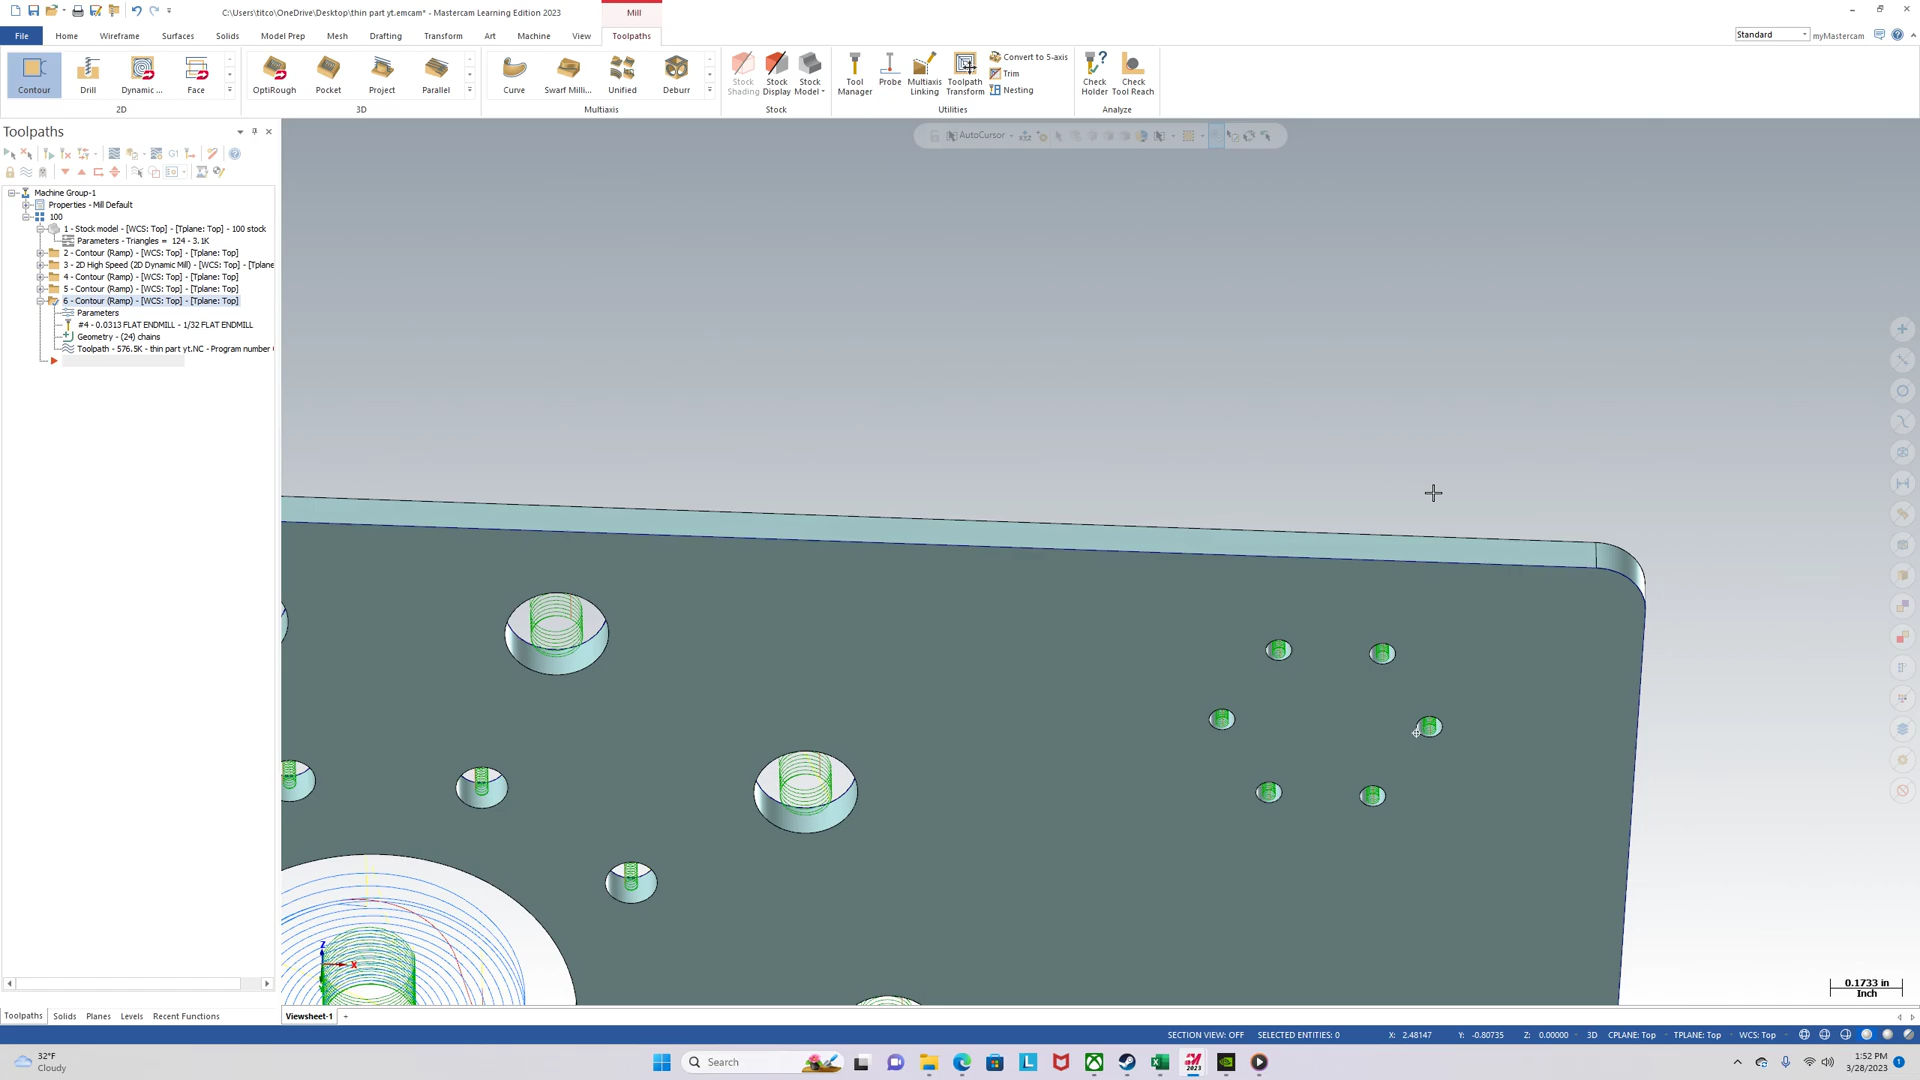 C:\Users\titco\OneDrive\Desktop\thin part yt.emcam* - Mastercam Learning Edition 2023
Mill
File Home Wireframe Surfaces Solids Model Prep Mesh Drafting Transform Art Machine View Toolpaths
Standard
myMastercam
Contour Drill Dynamic ... Face
2D
OptiRough Pocket Project Parallel
3D
Curve Swarf Milli... Unified Deburr
Multiaxis
Stock Shading
Stock Display
Stock Model
Stock
Tool Manager
Probe
Multiaxis Linking
Toolpath Transform
Convert to 5-axis
Trim
Nesting
Utilities
Check Holder
Check Tool Reach
Analyze
Toolpaths
AutoCursor
G1
Machine Group-1
Properties - Mill Default
100
1 - Stock model - [WCS: Top] - [Tplane: Top] - 100 stock
Parameters - Triangles = 124 - 3.1K
2 - Contour (Ramp) - [WCS: Top] - [Tplane: Top]
3 - 2D High Speed (2D Dynamic Mill) - [WCS: Top] - [Tplane
4 - Contour (Ramp) - [WCS: Top] - [Tplane: Top]
5 - Contour (Ramp) - [WCS: Top] - [Tplane: Top]
6 - Contour (Ramp) - [WCS: Top] - [Tplane: Top]
Parameters
#4 - 0.0313 FLAT ENDMILL - 1/32 FLAT ENDMILL
Geometry - (24) chains
Toolpath - 576.5K - thin part yt.NC - Program number
Z
X
0.1733 in
Inch
Toolpaths Solids Planes Levels Recent Functions
Viewsheet-1 +
SECTION VIEW: OFF SELECTED ENTITIES: 0 X: 2.48147 Y: -0.80735 Z: 0.00000 3D CPLANE: Top TPLANE: Top WCS: Top
32°F
Cloudy
Search
2023
1:52 PM
3/28/2023
1